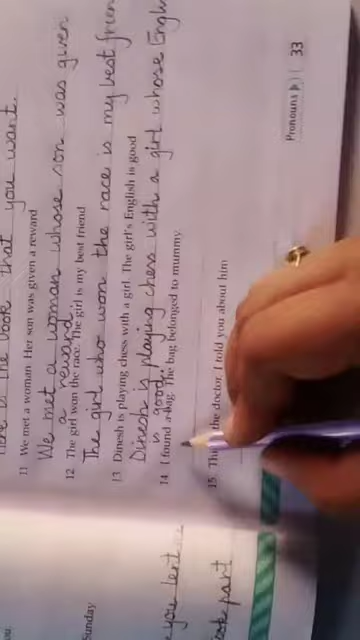 Here is the book that you want.
11 We met a woman. Her son was given a reward
We met a woman whose son was given
a reward.
12 The girl won the race. The girl is my best friend
The girl who won the race is my best frien
13 Dinesh is playing chess with a girl. The girl's English is good
Dinesh is playing chess with a girl whose Englis
is good.
14 I found a bag. The bag belonged to mummy
15 the doctor. I told you about him
Pronouns 33
Sunday
you lent
took part